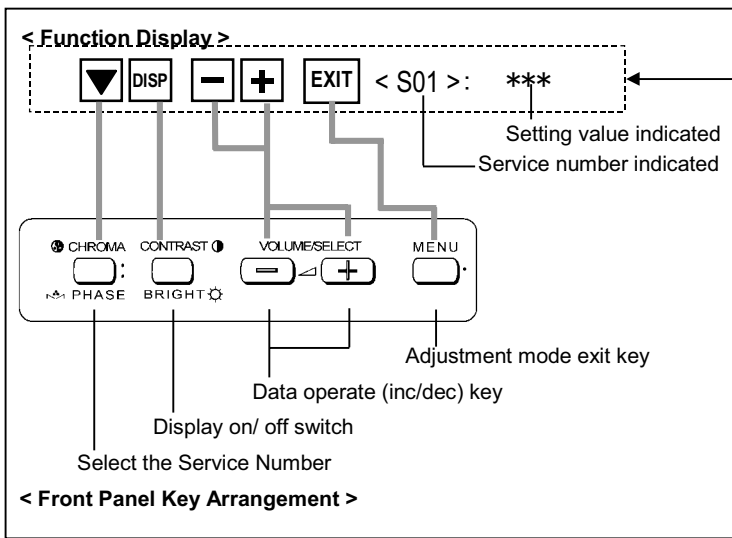 < Function Display >
▼ DISP − + EXIT < S01 >: ***
Setting value indicated
Service number indicated
CHROMA CONTRAST VOLUME/SELECT MENU
− +
PHASE BRIGHT
Adjustment mode exit key
Data operate (inc/dec) key
Display on/ off switch
Select the Service Number
< Front Panel Key Arrangement >